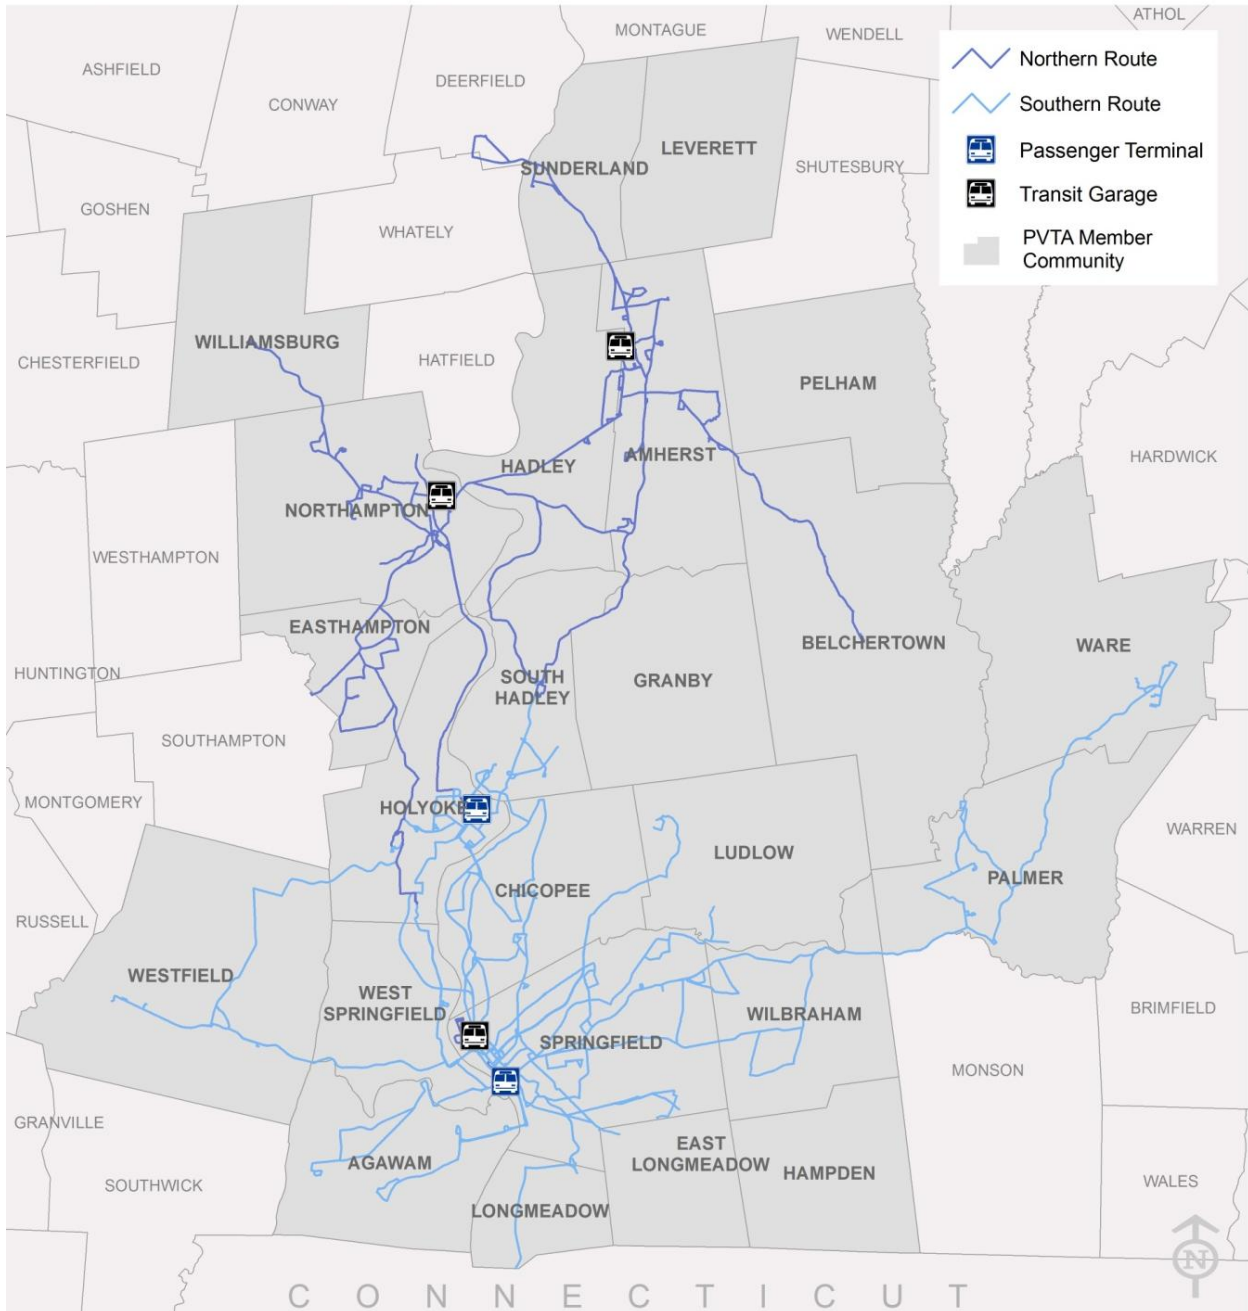 ATHOL
MONTAGUE
WENDELL
ASHFIELD
CONWAY
DEERFIELD
Northern Route
Southern Route
Passenger Terminal
Transit Garage
PVTA Member
Community
LEVERETT
SUNDERLAND
SHUTESBURY
GOSHEN
WHATELY
WILLIAMSBURG
CHESTERFIELD
HATFIELD
PELHAM
HADLEY
AMHERST
HARDWICK
NORTHAMPTON
WESTHAMPTON
EASTHAMPTON
BELCHERTOWN
WARE
HUNTINGTON
SOUTH
HADLEY
GRANBY
SOUTHAMPTON
MONTGOMERY
HOLYOKE
WARREN
LUDLOW
PALMER
CHICOPEE
RUSSELL
WESTFIELD
WEST
SPRINGFIELD
WILBRAHAM
BRIMFIELD
SPRINGFIELD
MONSON
GRANVILLE
EAST
LONGMEADOW
AGAWAM
HAMPDEN
SOUTHWICK
WALES
LONGMEADOW
N
CONNECTICUT